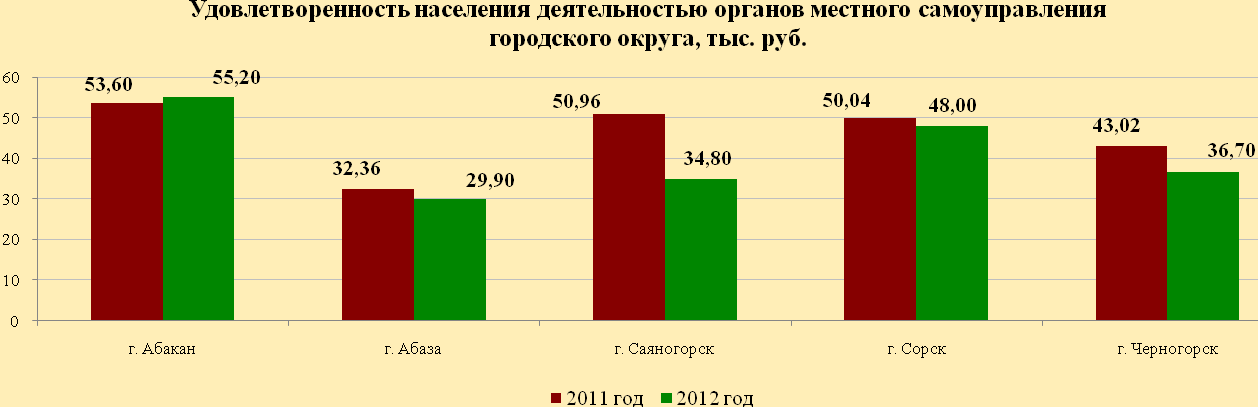 Удовлетворенность населения деятельностью органов местного самоуправления
городского округа, тыс. руб.
60
50
40
30
20
10
0
53,60
55,20
32,36
29,90
50,96
34,80
50,04
48,00
43,02
36,70
г. Абакан
г. Абаза
г. Саяногорск
г. Сорск
г. Черногорск
2011 год
2012 год